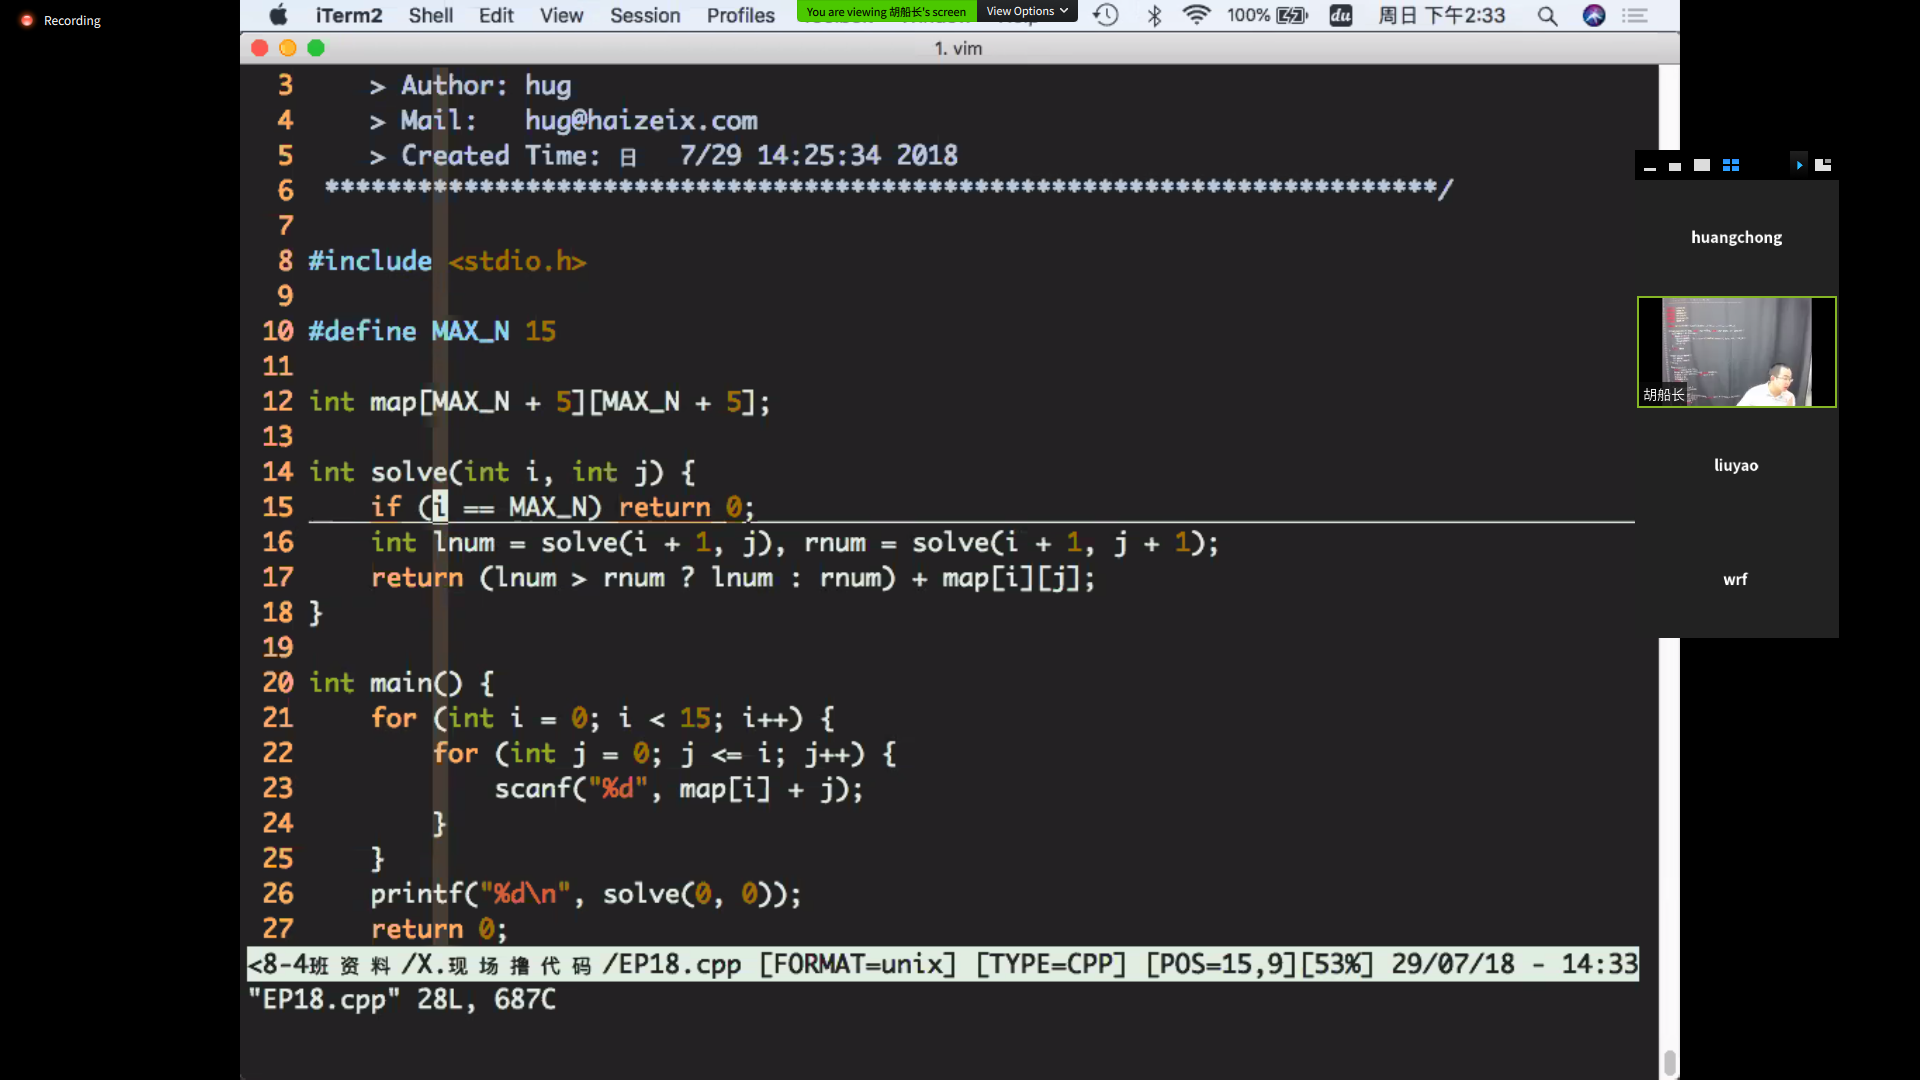 Recording
iTerm2 Shell Edit View Session Profiles
You are viewing 胡船长's screen
View Options
100%
du
周日 下午2:33
1. vim
3 > Author: hug
4 > Mail: hug@haizeix.com
5 > Created Time: 日 7/29 14:25:34 2018
6 ************************************************************************/
7
8 #include <stdio.h>
9
10 #define MAX_N 15
11
12 int map[MAX_N + 5][MAX_N + 5];
13
14 int solve(int i, int j) {
15 if (i == MAX_N) return 0;
16 int lnum = solve(i + 1, j), rnum = solve(i + 1, j + 1);
17 return (lnum > rnum ? lnum : rnum) + map[i][j];
18 }
19
20 int main() {
21 for (int i = 0; i < 15; i++) {
22 for (int j = 0; j <= i; j++) {
23 scanf("%d", map[i] + j);
24 }
25 }
26 printf("%d\n", solve(0, 0));
27 return 0;
<8-4班资料/X.现场撸代码/EP18.cpp [FORMAT=unix] [TYPE=CPP] [POS=15,9][53%] 29/07/18 - 14:33
"EP18.cpp" 28L, 687C
huangchong
胡船长
liuyao
wrf